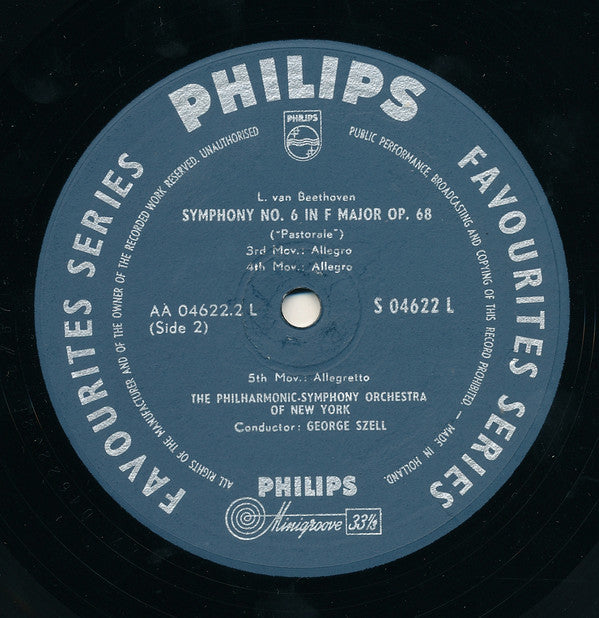 PHILIPS
FAVOURITES SERIES
FAVOURITES SERIES
ALL RIGHTS OF THE MANUFACTURER AND OF THE OWNER OF THE RECORDED WORK RESERVED. UNAUTHORISED PUBLIC PERFORMANCE, BROADCASTING AND COPYING OF THIS RECORD PROHIBITED – MADE IN HOLLAND.
PHILIPS
L. van Beethoven
SYMPHONY NO. 6 IN F MAJOR OP. 68
("Pastorale")
3rd Mov.: Allegro
4th Mov.: Allegro
AA 04622.2 L S 04622 L
(Side 2)
5th Mov.: Allegretto
THE PHILHARMONIC-SYMPHONY ORCHESTRA
OF NEW YORK
Conductor: GEORGE SZELL
PHILIPS
Minigroove 33⅓